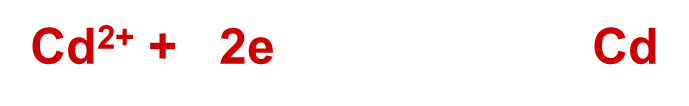 Cd²⁺ + 2e Cd